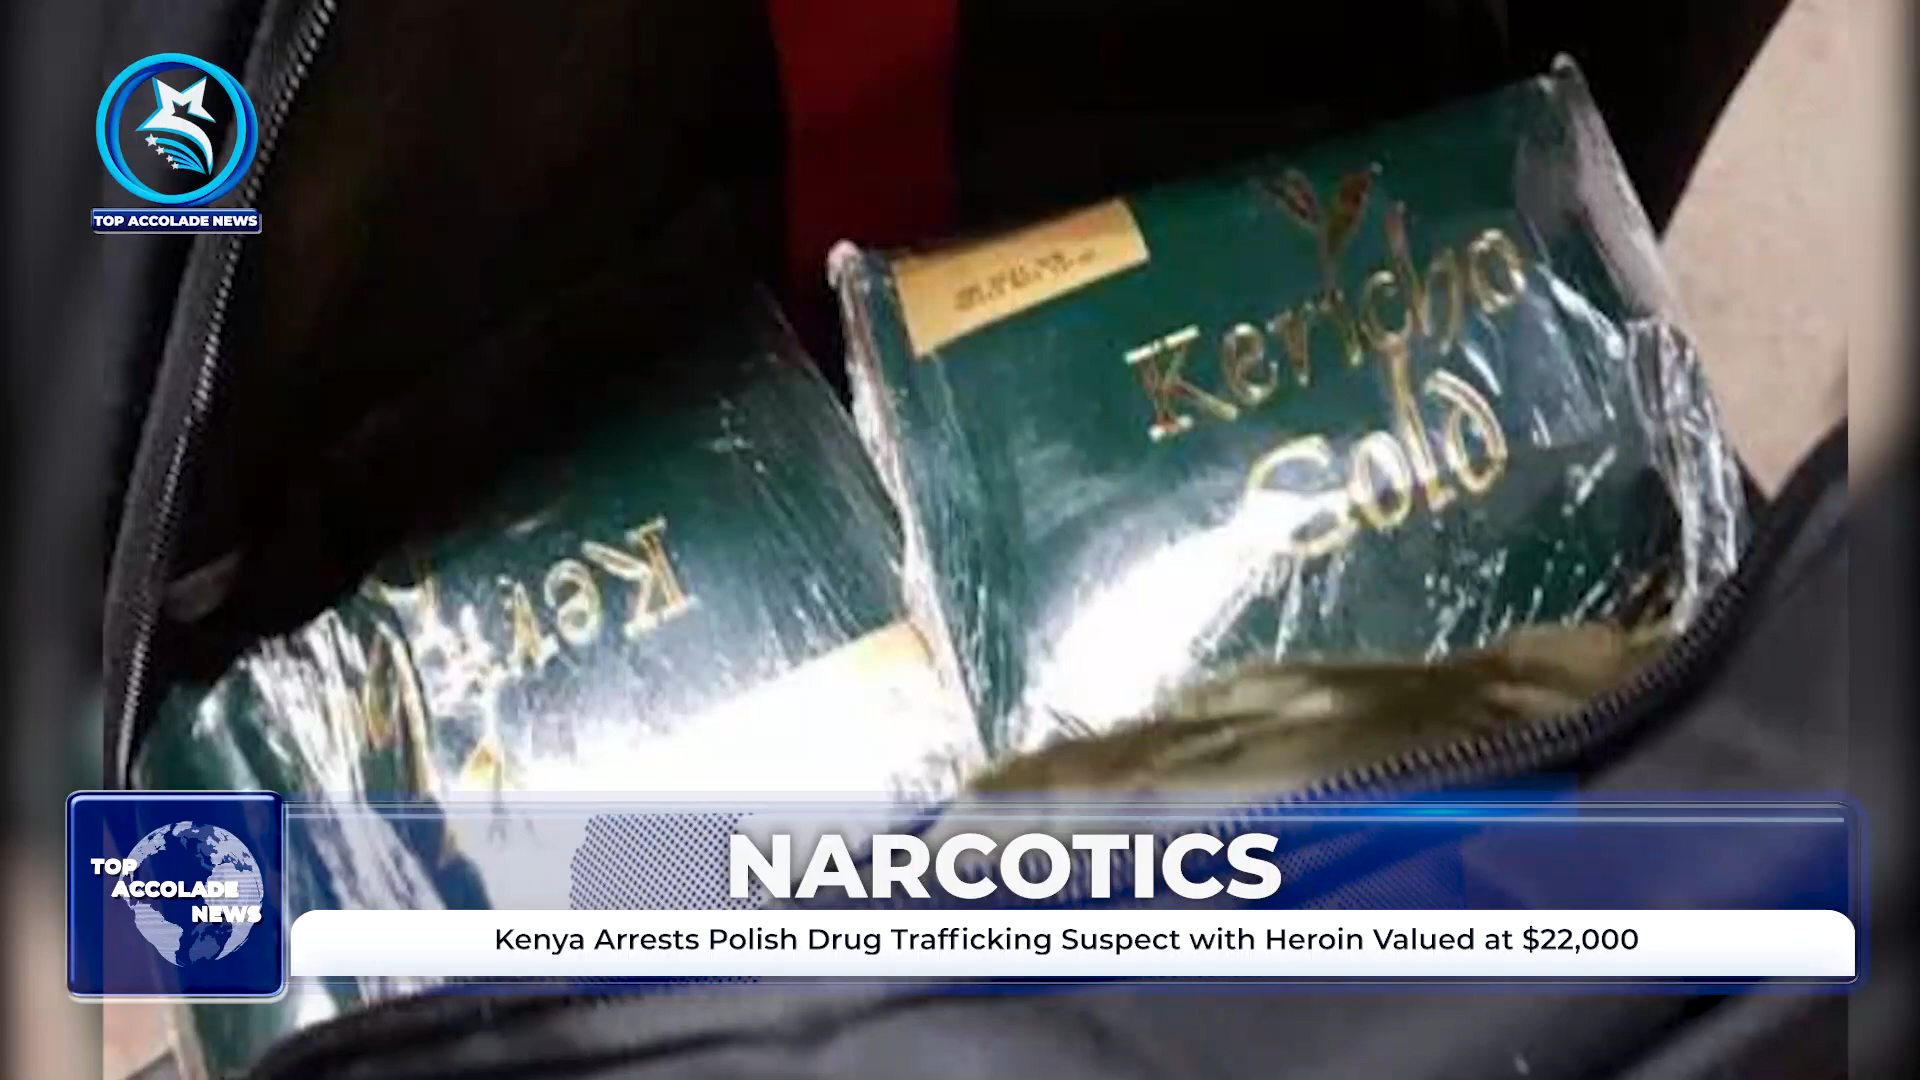 TOP ACCOLADE NEWS
Kericho
Gold
Ker
NARCOTICS
Kenya Arrests Polish Drug Trafficking Suspect with Heroin Valued at $22,000
TOP
ACCOLADE
NEWS